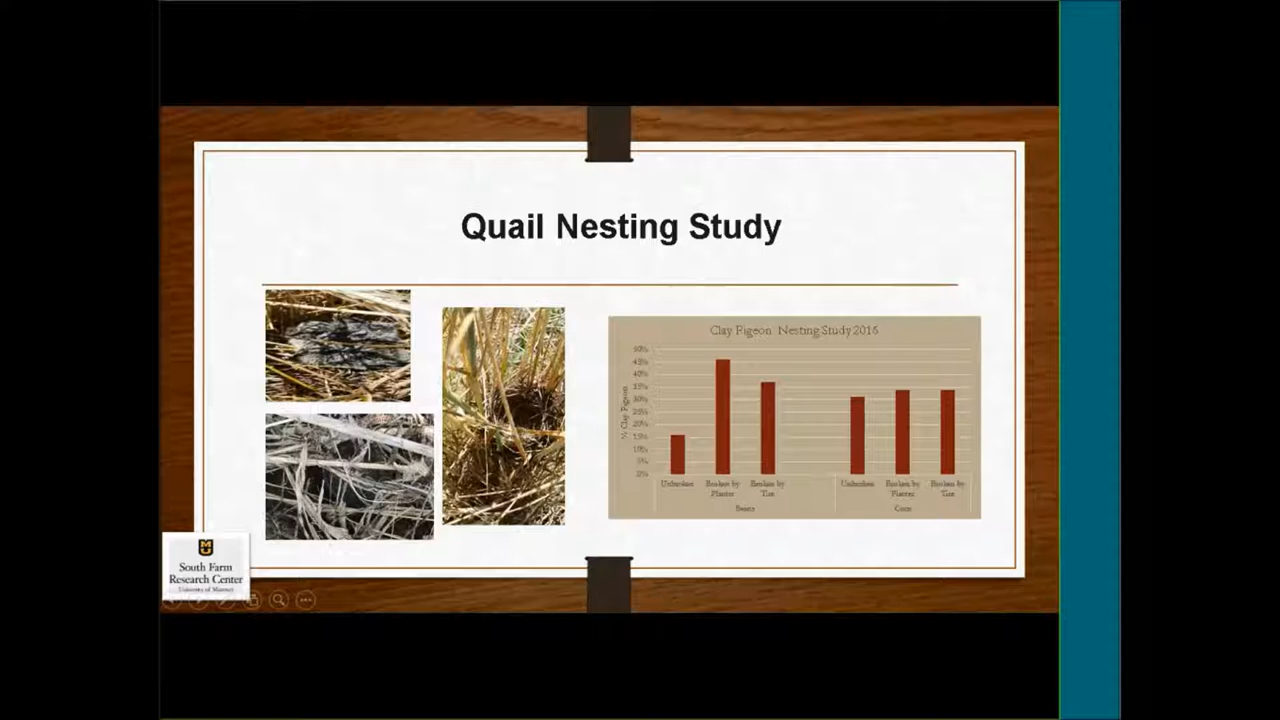 Quail Nesting Study
Clay Pigeon Nesting Study 2016
% Clay Pigeon
50%
45%
40%
35%
30%
25%
20%
15%
10%
5%
0%
Unbroken
Broken by
Planter
Broken by
Tire
Beans
Unbroken
Broken by
Planter
Broken by
Tire
Corn
South Farm
Research Center
University of Missouri